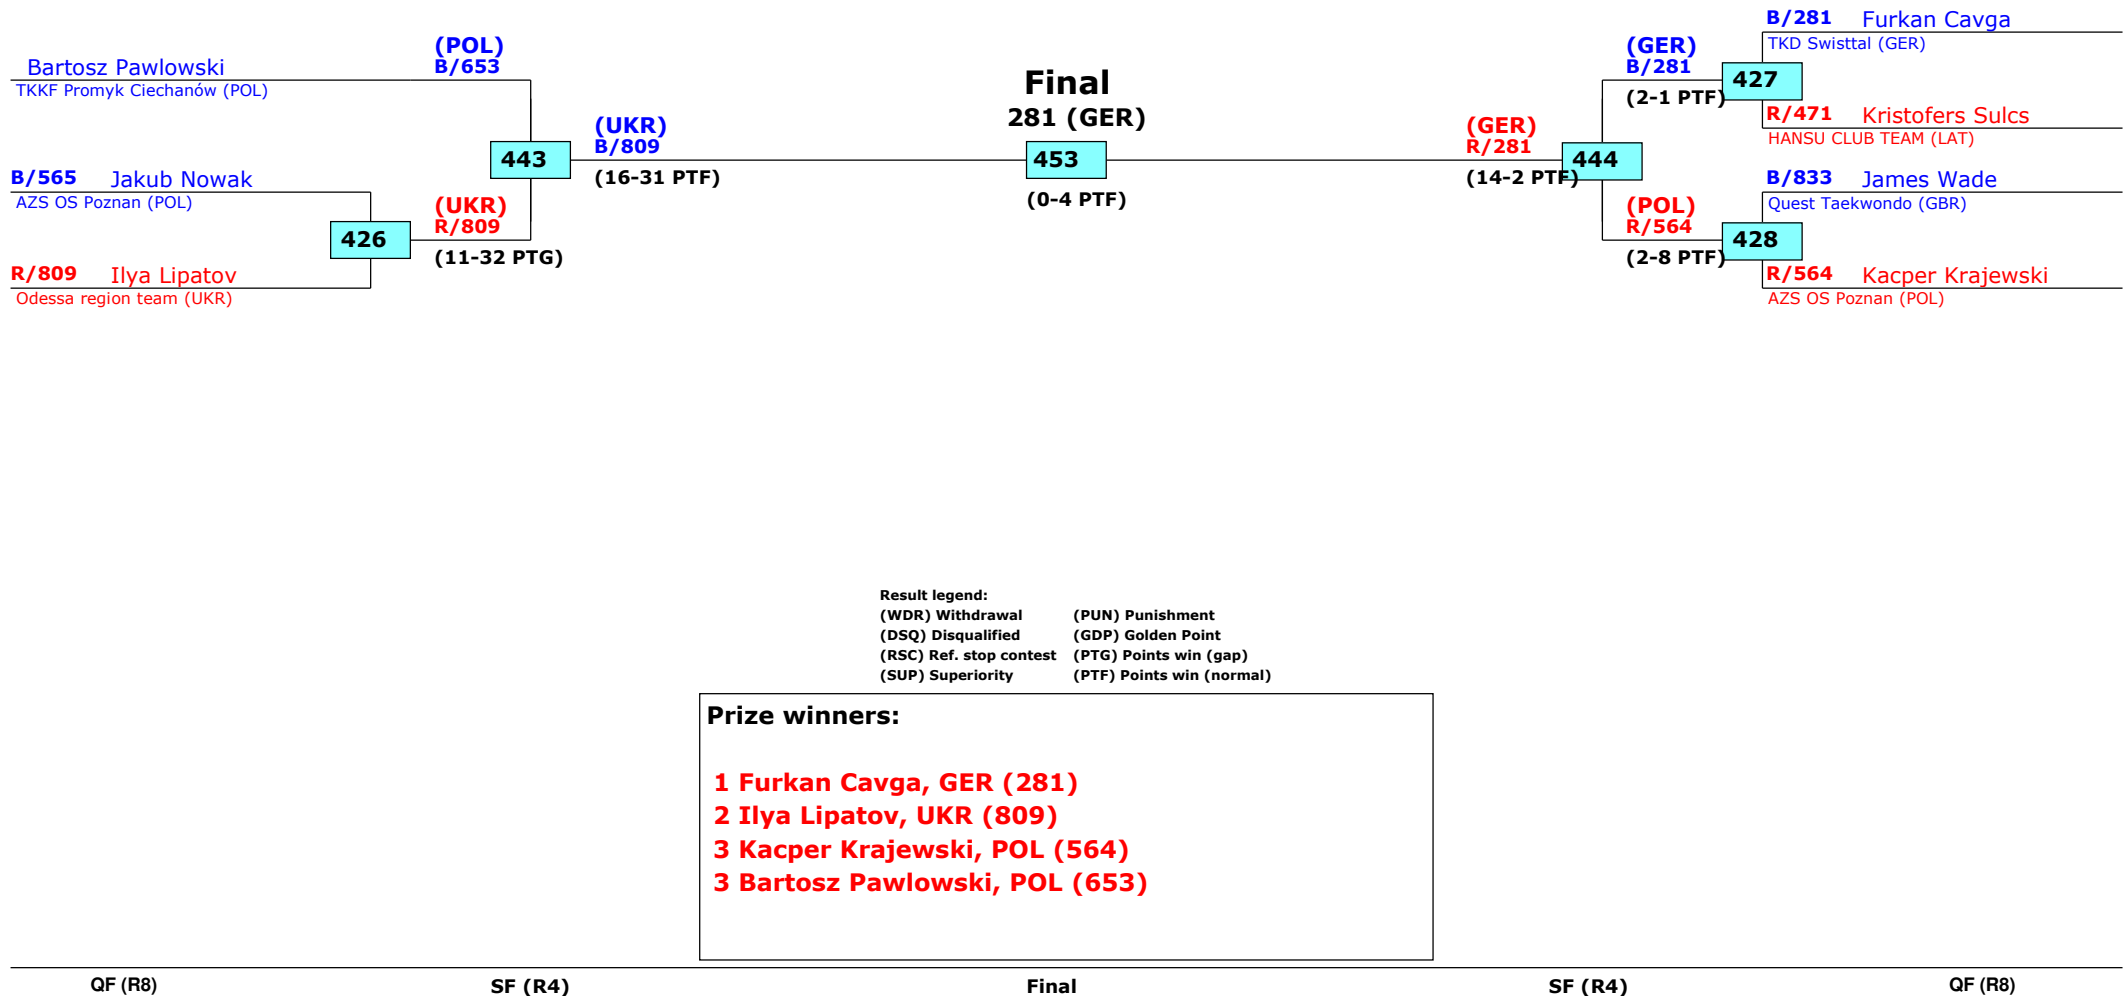 Bartosz Pawlowski
TKKF Promyk Ciechanów (POL)
B/565 Jakub Nowak
AZS OS Poznan (POL)
R/809 Ilya Lipatov
Odessa region team (UKR)
426
(POL)
B/653
(UKR)
R/809
(11-32 PTG)
443
(UKR)
B/809
(16-31 PTF)
Final
281 (GER)
453
(0-4 PTF)
(GER)
R/281
(14-2 PTF)
444
(GER)
B/281
(2-1 PTF)
(POL)
R/564
(2-8 PTF)
427
428
B/281 Furkan Cavga
TKD Swisttal (GER)
R/471 Kristofers Sulcs
HANSU CLUB TEAM (LAT)
B/833 James Wade
Quest Taekwondo (GBR)
R/564 Kacper Krajewski
AZS OS Poznan (POL)
Result legend:
(WDR) Withdrawal (PUN) Punishment
(DSQ) Disqualified (GDP) Golden Point
(RSC) Ref. stop contest (PTG) Points win (gap)
(SUP) Superiority (PTF) Points win (normal)
Prize winners:
1 Furkan Cavga, GER (281)
2 Ilya Lipatov, UKR (809)
3 Kacper Krajewski, POL (564)
3 Bartosz Pawlowski, POL (653)
QF (R8) SF (R4) Final SF (R4) QF (R8)